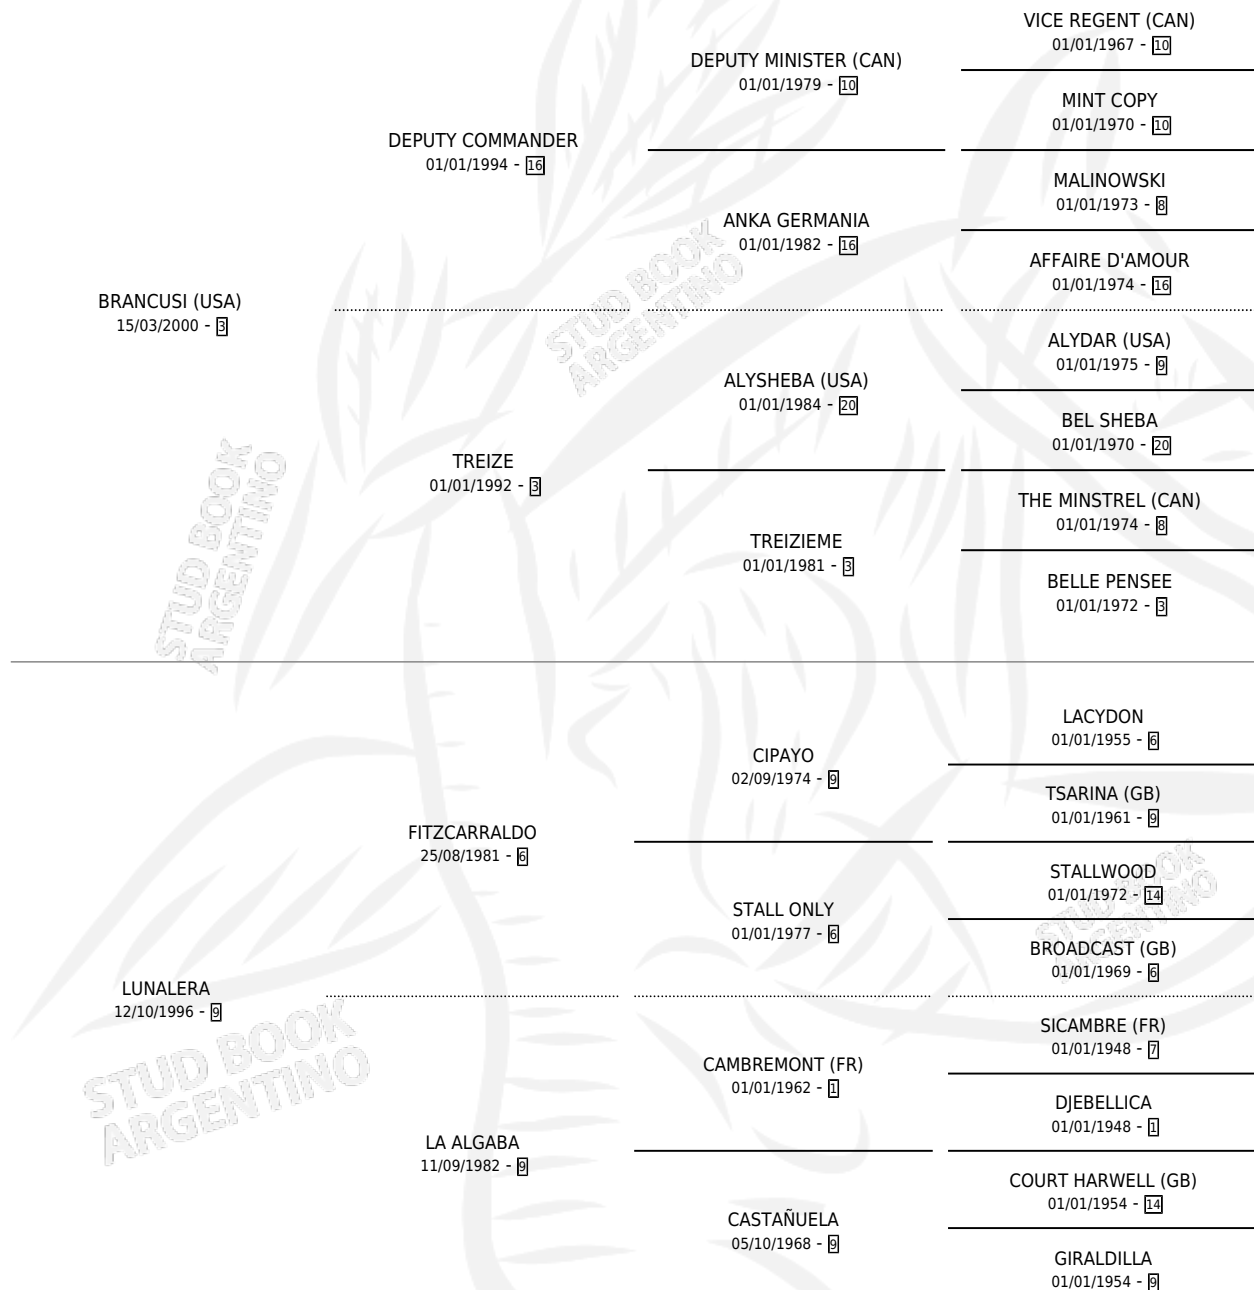 VICE REGENT (CAN)
01/01/1967 - 10
DEPUTY MINISTER (CAN)
01/01/1979 - 10
MINT COPY
01/01/1970 - 10
DEPUTY COMMANDER
01/01/1994 - 16
MALINOWSKI
01/01/1973 - 8
ANKA GERMANIA
01/01/1982 - 16
AFFAIRE D'AMOUR
01/01/1974 - 16
BRANCUSI (USA)
15/03/2000 - 3
ALYDAR (USA)
01/01/1975 - 9
ALYSHEBA (USA)
01/01/1984 - 20
BEL SHEBA
01/01/1970 - 20
TREIZE
01/01/1992 - 3
THE MINSTREL (CAN)
01/01/1974 - 8
TREIZIEME
01/01/1981 - 3
BELLE PENSEE
01/01/1972 - 3
LACYDON
01/01/1955 - 6
CIPAYO
02/09/1974 - 9
TSARINA (GB)
01/01/1961 - 9
FITZCARRALDO
25/08/1981 - 6
STALLWOOD
01/01/1972 - 14
STALL ONLY
01/01/1977 - 6
BROADCAST (GB)
01/01/1969 - 6
LUNALERA
12/10/1996 - 9
SICAMBRE (FR)
01/01/1948 - 7
CAMBREMONT (FR)
01/01/1962 - 1
DJEBELLICA
01/01/1948 - 1
LA ALGABA
11/09/1982 - 9
COURT HARWELL (GB)
01/01/1954 - 14
CASTAÑUELA
05/10/1968 - 9
GIRALDILLA
01/01/1954 - 9
STUD BOOK
ARGENTINO
STUD BOOK
ARGENTINO
STUD BOOK
ARGENTINO
STUD BOOK
ARGENTINO